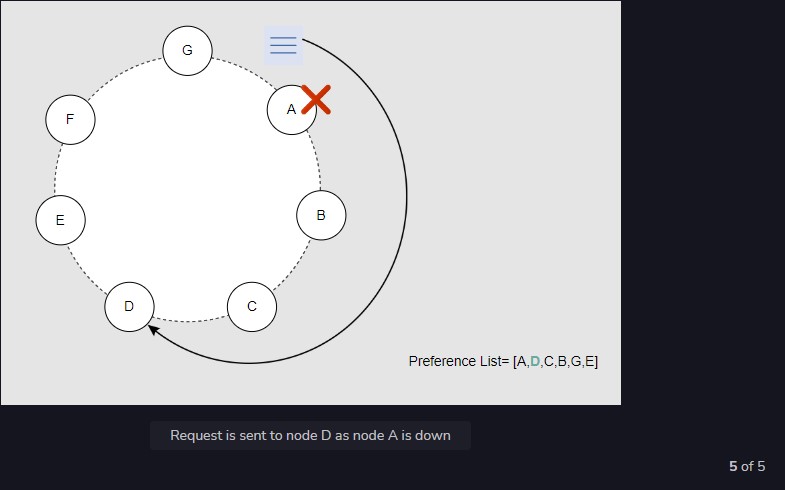 G
A
F
B
E
D
C
Preference List= [A,D,C,B,G,E]
Request is sent to node D as node A is down
5 of 5